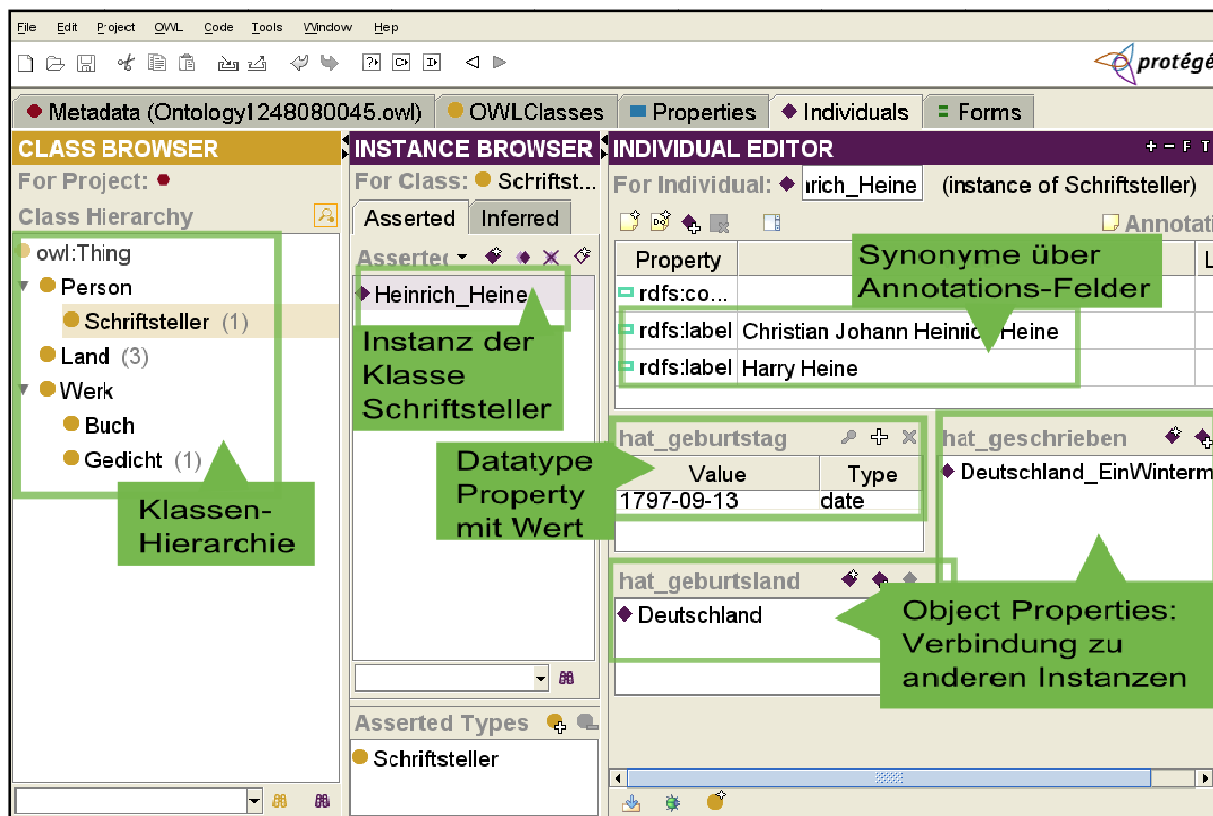 File Edit Project OWL Code Tools Window Help
protégé
Metadata (Ontology1248080045.owl) OWLClasses Properties Individuals Forms
CLASS BROWSER
For Project:
Class Hierarchy
owl:Thing
Person
Schriftsteller (1)
Land (3)
Werk
Buch
Gedicht (1)
Klassen-
Hierarchie
INSTANCE BROWSER
For Class: Schriftst...
Asserted Inferred
Heinrich_Heine
Instanz der
Klasse
Schriftsteller
Asserted Types
Schriftsteller
INDIVIDUAL EDITOR + − F T
For Individual: nrich_Heine (instance of Schriftsteller)
Annotati
Property L
Synonyme über
Annotations-Felder
rdfs:co...
rdfs:label Christian Johann Heinrich Heine
rdfs:label Harry Heine
hat_geburtstag
Value Type
1797-09-13 date
Datatype
Property
mit Wert
hat_geschrieben
Deutschland_EinWinterm
hat_geburtsland
Deutschland
Object Properties:
Verbindung zu
anderen Instanzen